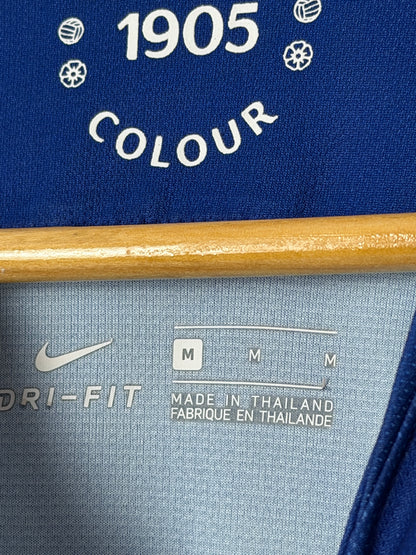 1905
COLOUR
M M M
DRI-FIT
MADE IN THAILAND
FABRIQUE EN THAILANDE